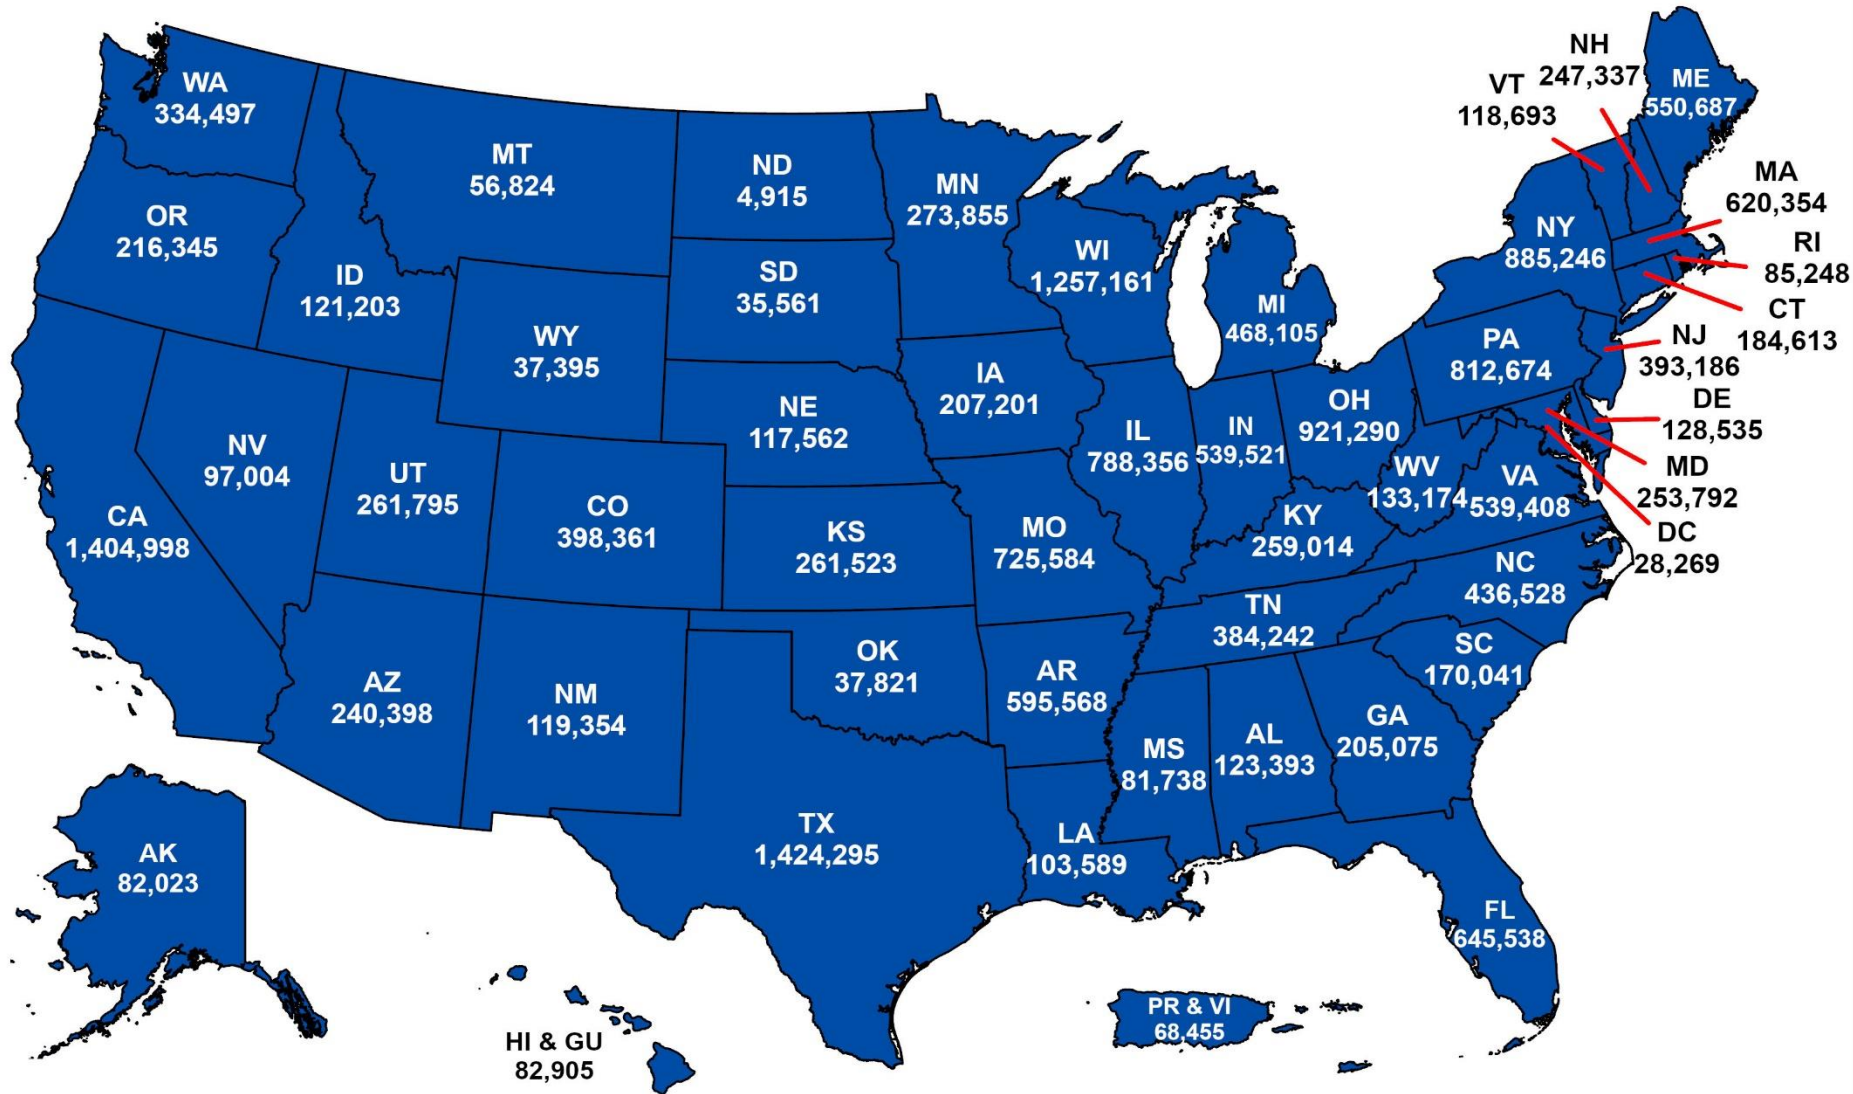 WA
334,497
OR
216,345
CA
1,404,998
ID
121,203
NV
97,004
MT
56,824
WY
37,395
UT
261,795
AZ
240,398
CO
398,361
NM
119,354
ND
4,915
SD
35,561
NE
117,562
KS
261,523
OK
37,821
TX
1,424,295
MN
273,855
IA
207,201
MO
725,584
AR
595,568
LA
103,589
WI
1,257,161
IL
788,356
MI
468,105
IN
539,521
OH
921,290
KY
259,014
TN
384,242
MS
81,738
AL
123,393
GA
205,075
FL
645,538
SC
170,041
NC
436,528
VA
539,408
WV
133,174
PA
812,674
NY
885,246
VT
118,693
NH
247,337
ME
550,687
MA
620,354
RI
85,248
CT
184,613
NJ
393,186
DE
128,535
MD
253,792
DC
28,269
AK
82,023
HI & GU
82,905
PR & VI
68,455